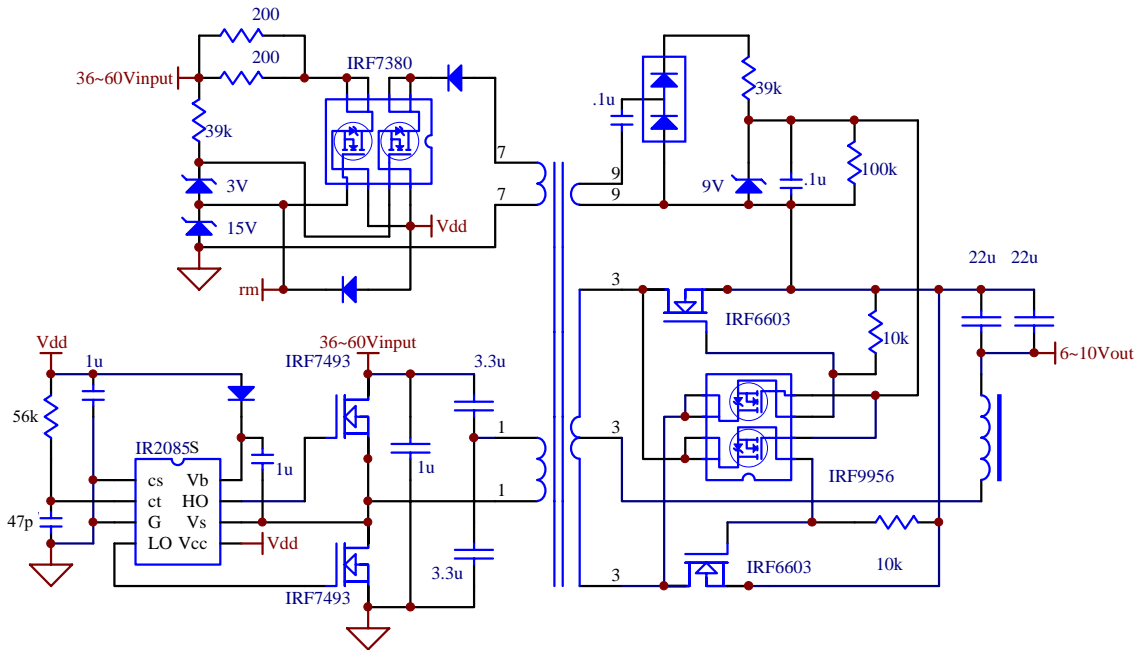 200
200
IRF7380
36~60Vinput
39k
3V
15V
Vdd
rm
7
7
.1u
39k
9V
.1u
100k
9
9
22u 22u
3
IRF6603
10k
6~10Vout
Vdd
1u
56k
IR2085S
cs Vb
ct HO
G Vs
LO Vcc
47p
1u
Vdd
IRF7493
36~60Vinput
3.3u
1u
1
1
3.3u
IRF7493
3
IRF9956
3
IRF6603
10k